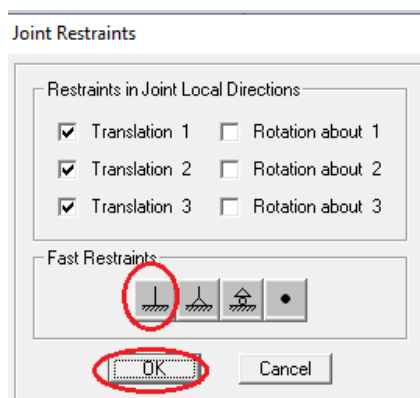 Joint Restraints
Restraints in Joint Local Directions
Translation 1 Rotation about 1
Translation 2 Rotation about 2
Translation 3 Rotation about 3
Fast Restraints
OK Cancel